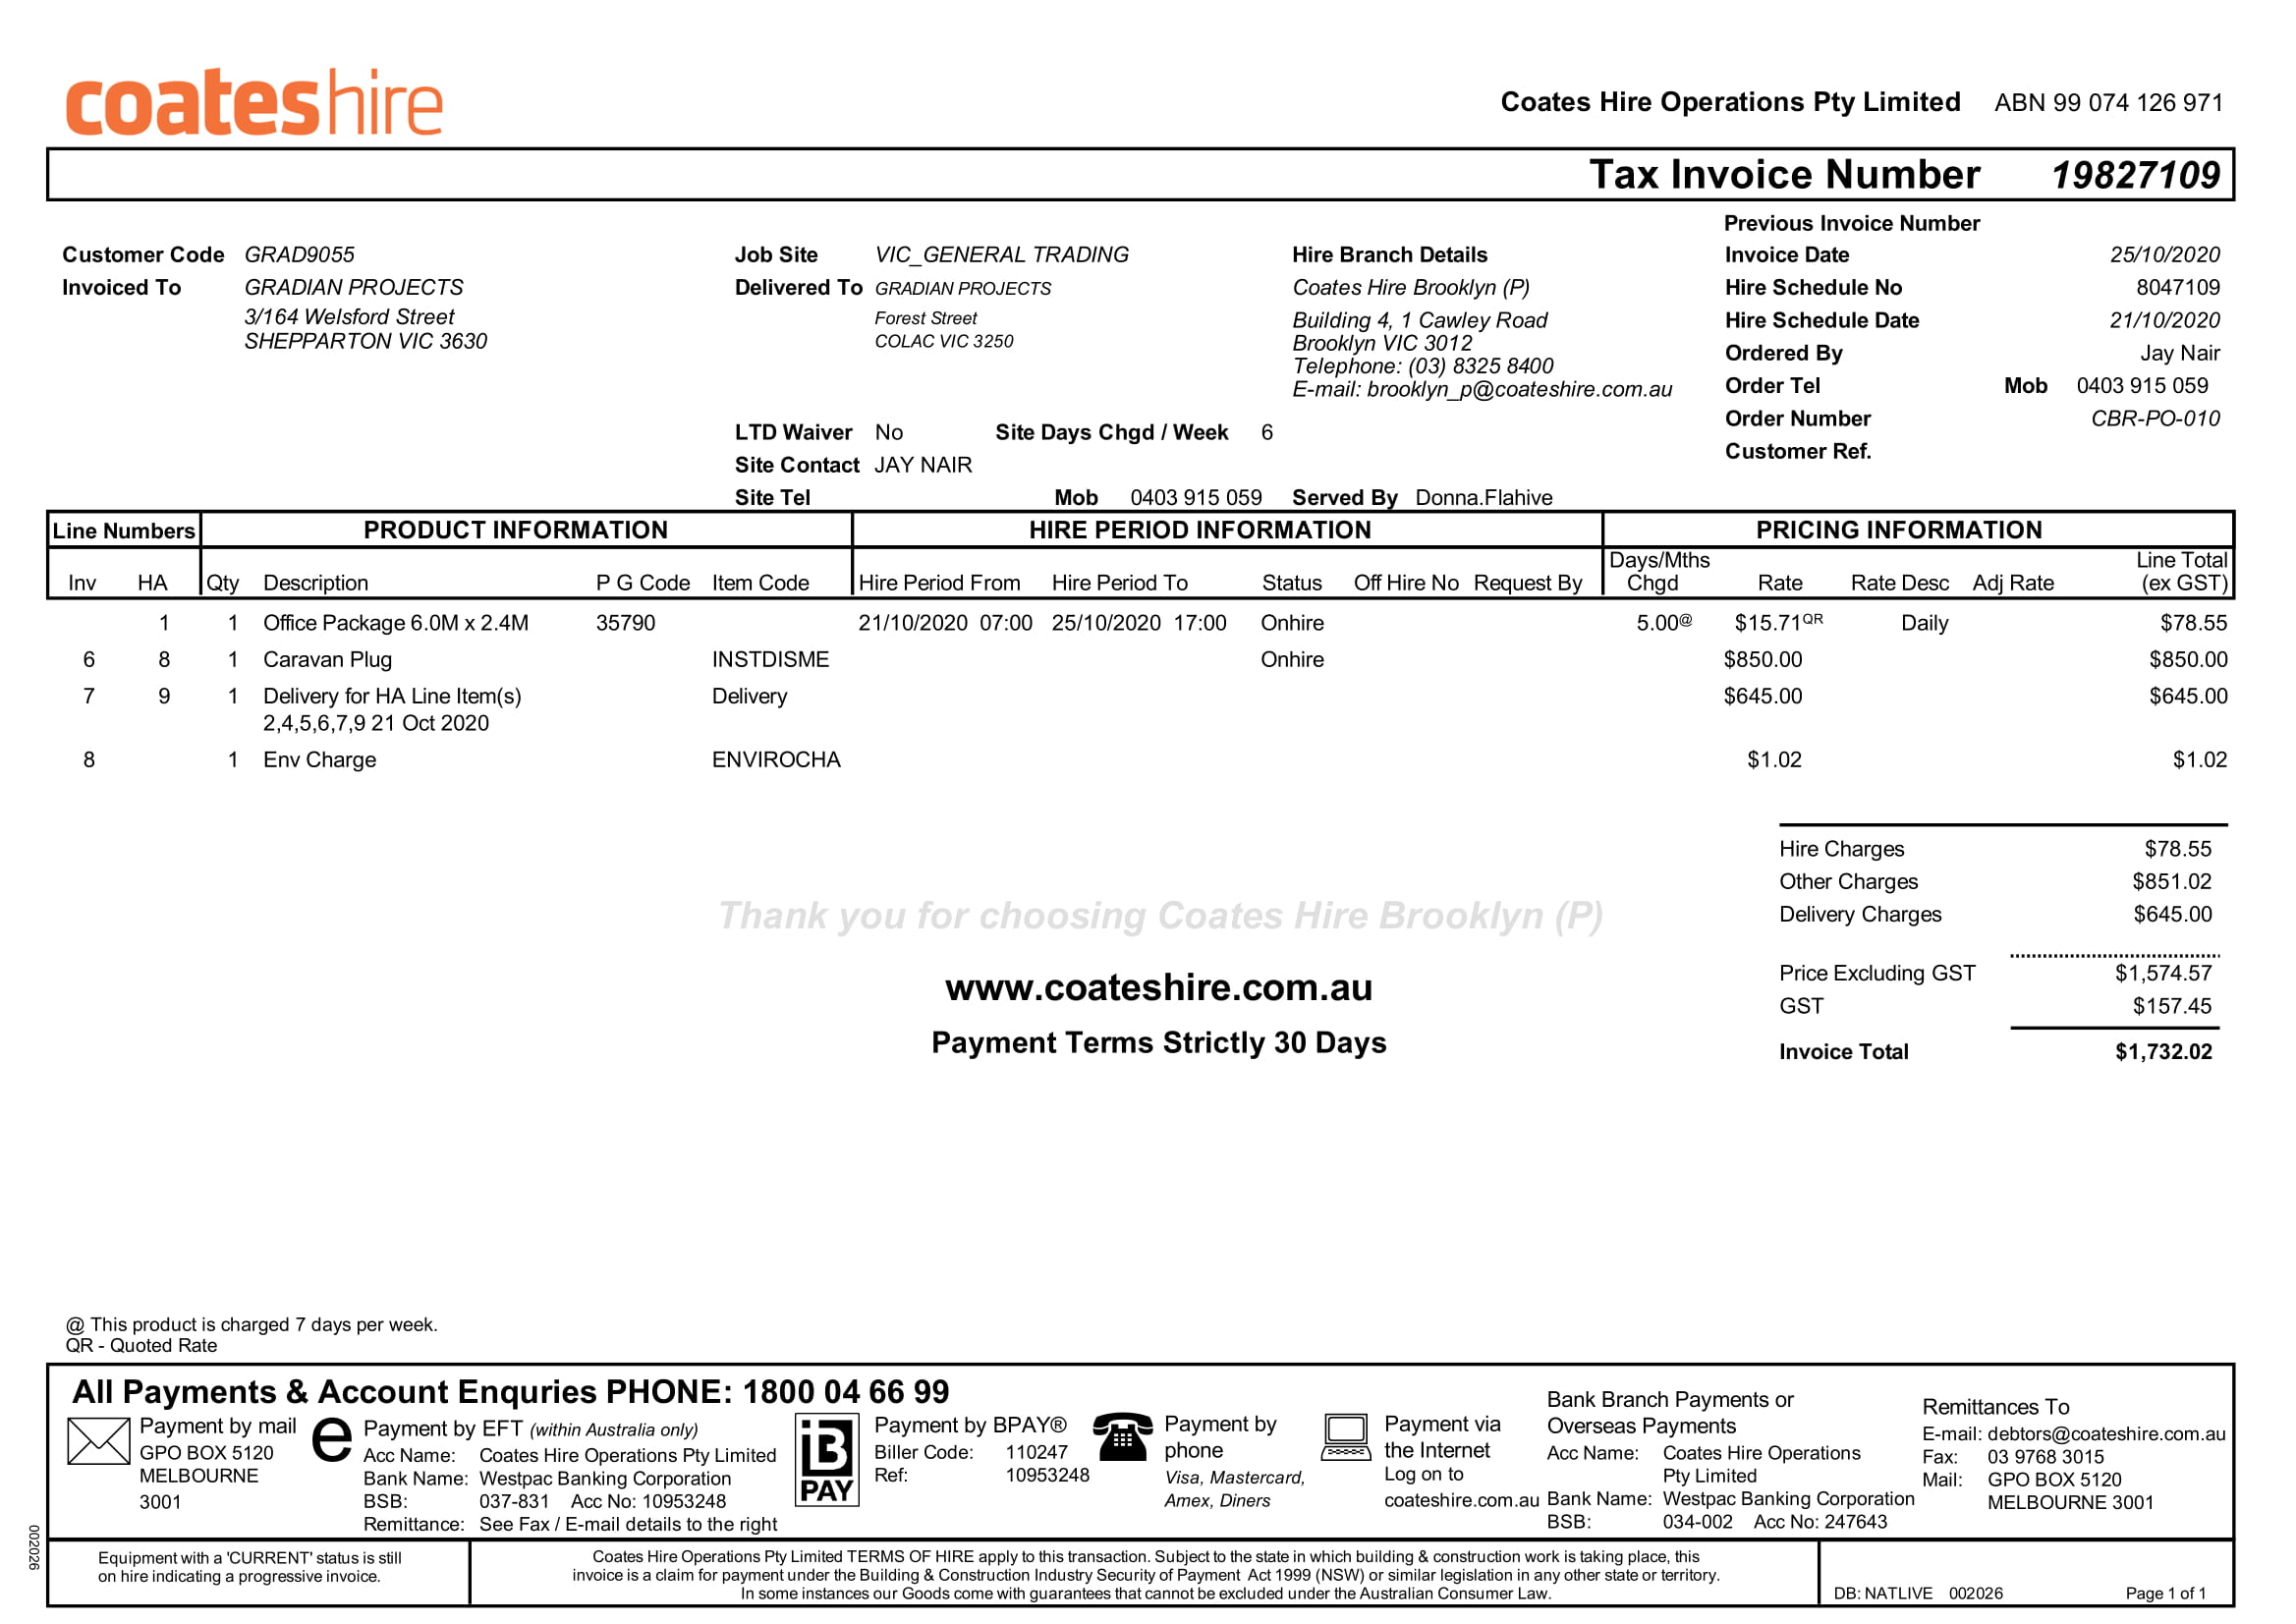 coateshire
Coates Hire Operations Pty Limited ABN 99 074 126 971
Tax Invoice Number 19827109
Customer Code GRAD9055
Invoiced To GRADIAN PROJECTS
3/164 Welsford Street
SHEPPARTON VIC 3630
Job Site VIC_GENERAL TRADING
Delivered To GRADIAN PROJECTS
Forest Street
COLAC VIC 3250
LTD Waiver No Site Days Chgd / Week 6
Site Contact JAY NAIR
Site Tel Mob 0403 915 059 Served By Donna.Flahive
Hire Branch Details
Coates Hire Brooklyn (P)
Building 4, 1 Cawley Road
Brooklyn VIC 3012
Telephone: (03) 8325 8400
E-mail: brooklyn_p@coateshire.com.au
Previous Invoice Number
Invoice Date 25/10/2020
Hire Schedule No 8047109
Hire Schedule Date 21/10/2020
Ordered By Jay Nair
Order Tel Mob 0403 915 059
Order Number CBR-PO-010
Customer Ref.
Line Numbers PRODUCT INFORMATION HIRE PERIOD INFORMATION PRICING INFORMATION
Inv HA Qty Description P G Code Item Code Hire Period From Hire Period To Status Off Hire No Request By Days/Mths Chgd Rate Rate Desc Adj Rate Line Total (ex GST)
1 1 Office Package 6.0M x 2.4M 35790 21/10/2020 07:00 25/10/2020 17:00 Onhire 5.00@ $15.71QR Daily $78.55
6 8 1 Caravan Plug INSTDISME Onhire $850.00 $850.00
7 9 1 Delivery for HA Line Item(s) Delivery $645.00 $645.00
2,4,5,6,7,9 21 Oct 2020
8 1 Env Charge ENVIROCHA $1.02 $1.02
Hire Charges $78.55
Other Charges $851.02
Delivery Charges $645.00
Price Excluding GST $1,574.57
GST $157.45
Invoice Total $1,732.02
Thank you for choosing Coates Hire Brooklyn (P)
www.coateshire.com.au
Payment Terms Strictly 30 Days
@ This product is charged 7 days per week.
QR - Quoted Rate
All Payments & Account Enquries PHONE: 1800 04 66 99
Payment by mail
GPO BOX 5120
MELBOURNE
3001
e
Payment by EFT (within Australia only)
Acc Name: Coates Hire Operations Pty Limited
Bank Name: Westpac Banking Corporation
BSB: 037-831 Acc No: 10953248
Remittance: See Fax / E-mail details to the right
B
PAY
Payment by BPAY®
Biller Code: 110247
Ref: 10953248
Payment by
phone
Visa, Mastercard,
Amex, Diners
Payment via
the Internet
Log on to
coateshire.com.au
Bank Branch Payments or
Overseas Payments
Acc Name: Coates Hire Operations
Pty Limited
Bank Name: Westpac Banking Corporation
BSB: 034-002 Acc No: 247643
Remittances To
E-mail: debtors@coateshire.com.au
Fax: 03 9768 3015
Mail: GPO BOX 5120
MELBOURNE 3001
002026
Equipment with a 'CURRENT' status is still
on hire indicating a progressive invoice.
Coates Hire Operations Pty Limited TERMS OF HIRE apply to this transaction. Subject to the state in which building & construction work is taking place, this
invoice is a claim for payment under the Building & Construction Industry Security of Payment Act 1999 (NSW) or similar legislation in any other state or territory.
In some instances our Goods come with guarantees that cannot be excluded under the Australian Consumer Law.
DB: NATLIVE 002026 Page 1 of 1